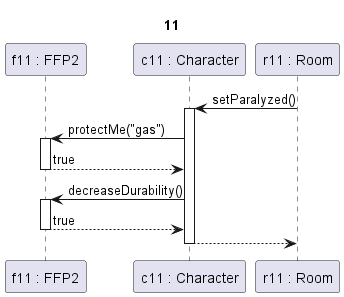 11
f11 : FFP2
c11 : Character
r11 : Room
setParalyzed()
protectMe("gas")
true
decreaseDurability()
true
f11 : FFP2
c11 : Character
r11 : Room